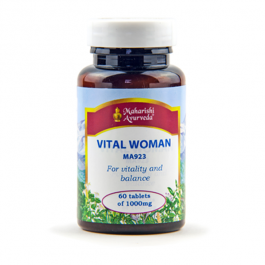 Maharishi
Ayurveda
VITAL WOMAN
MA923
For vitality and
balance
60 tablets
of 1000mg